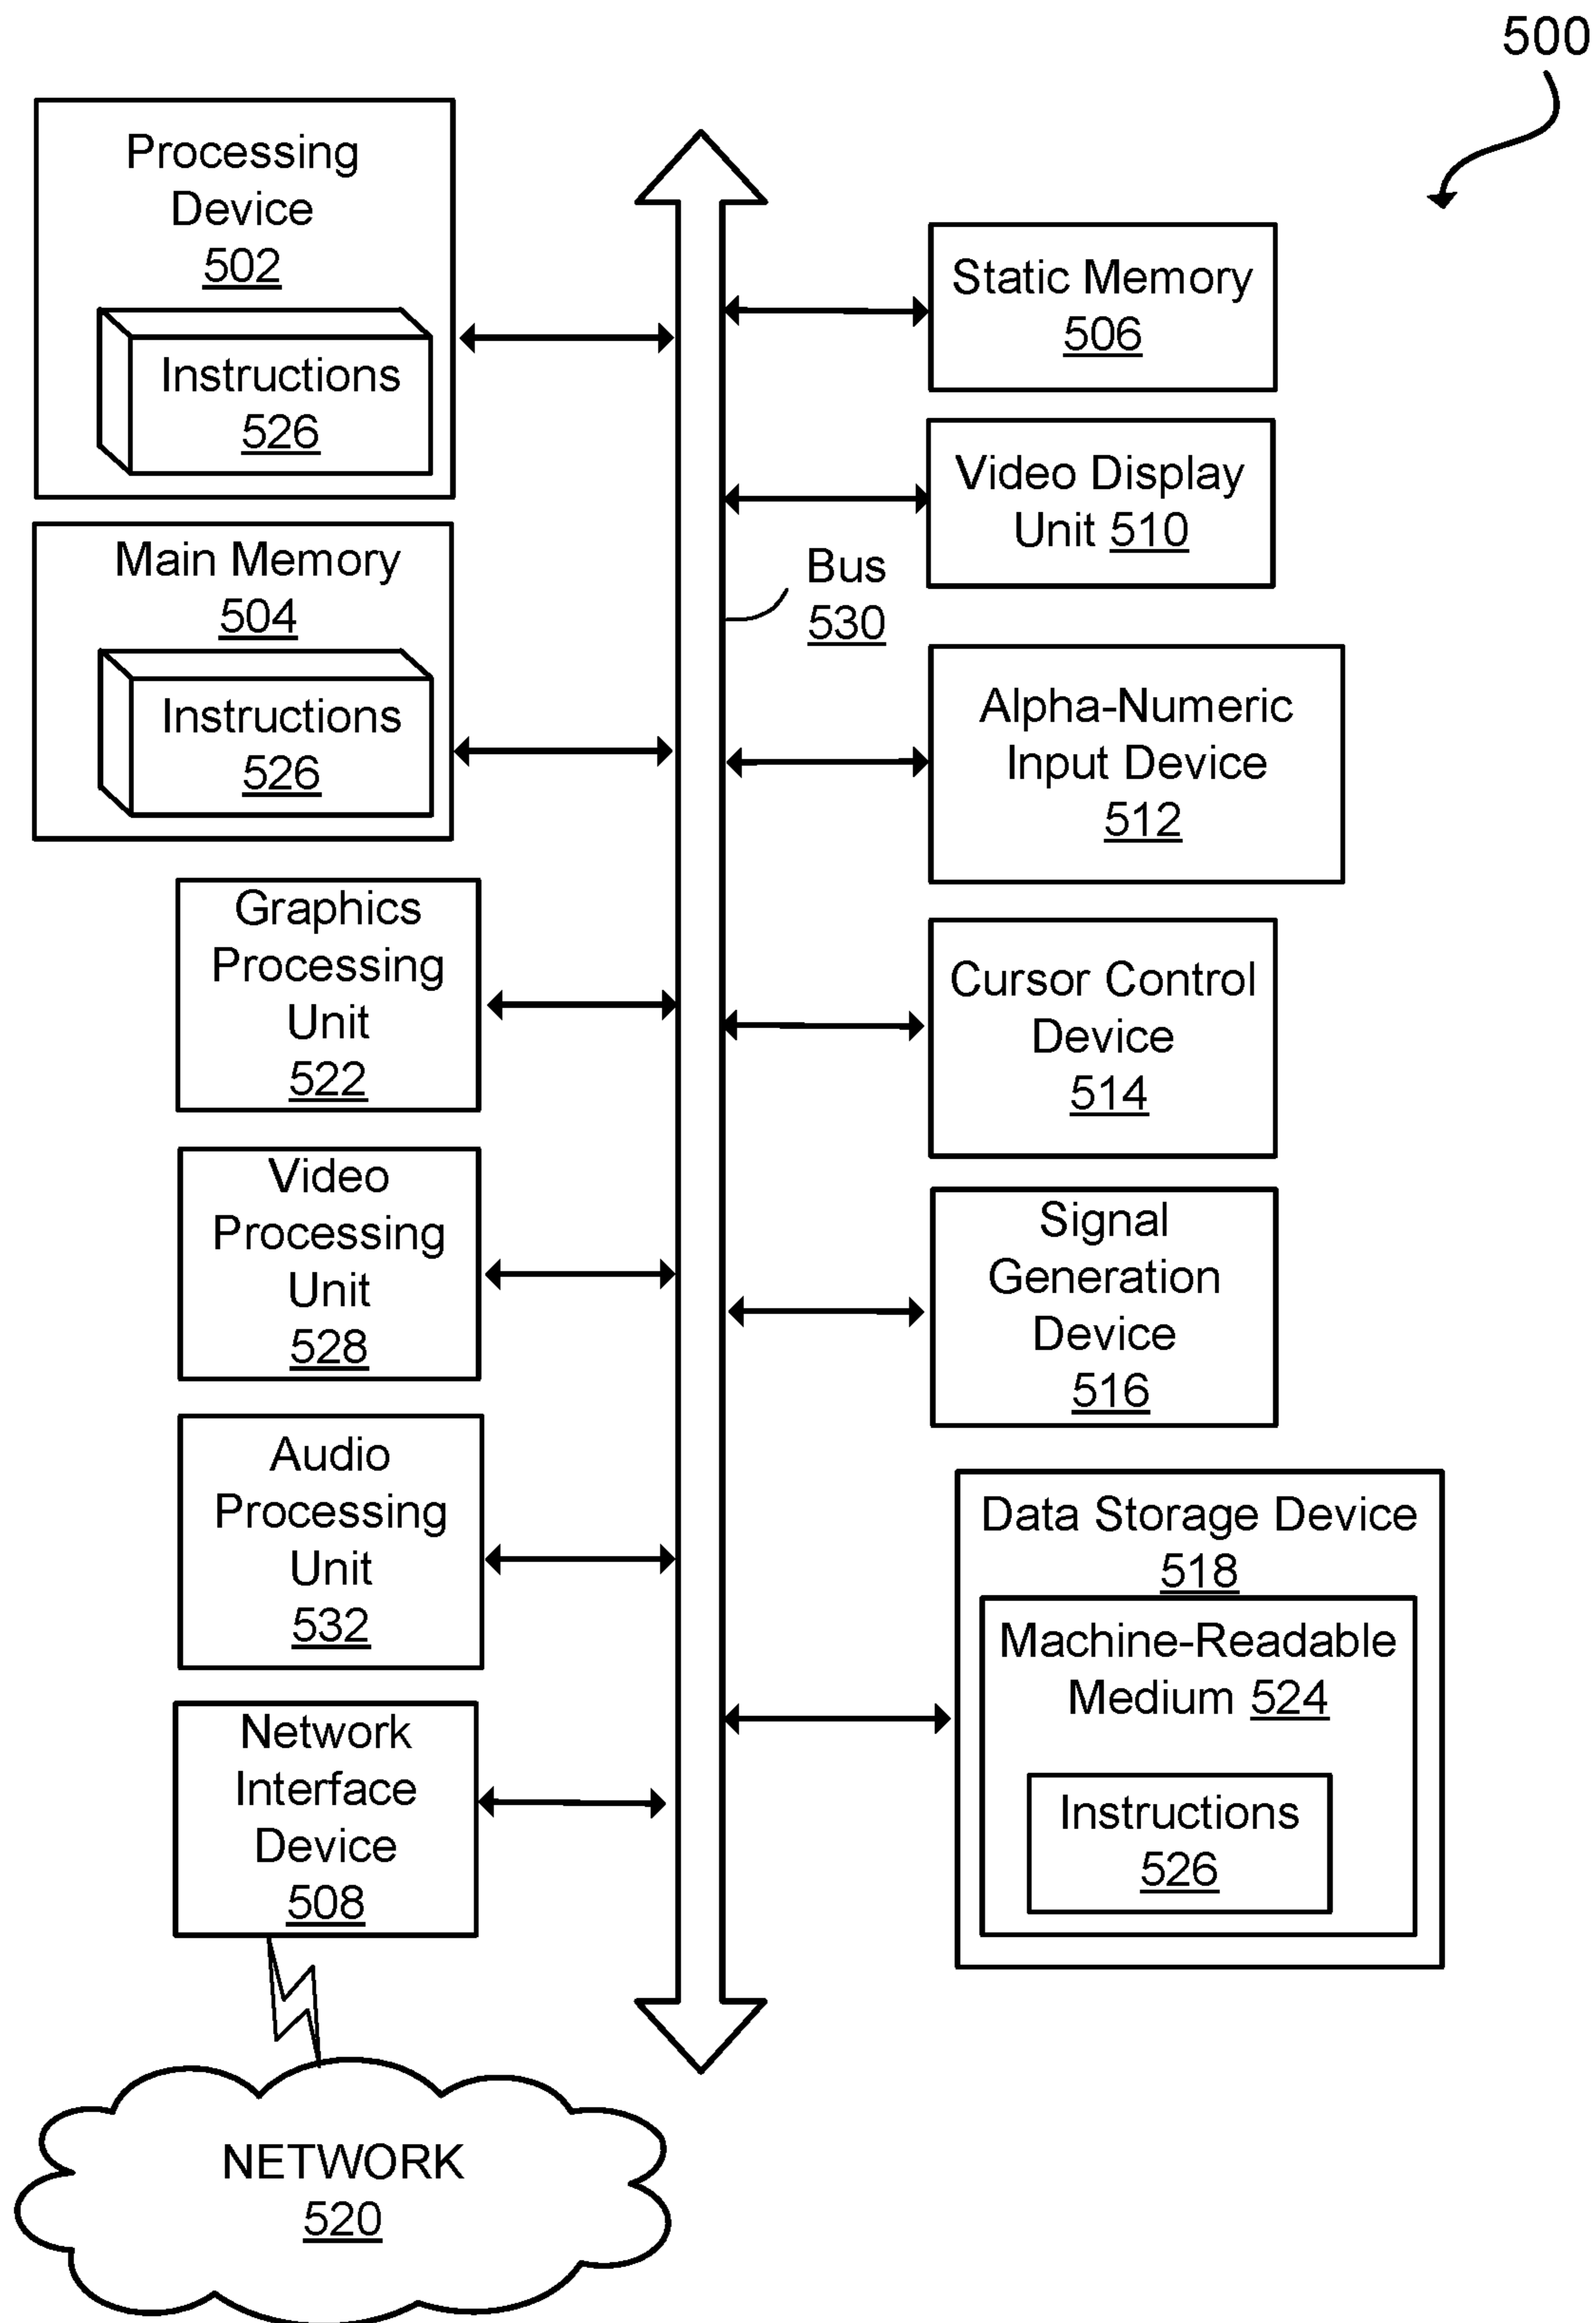 500
Processing
Device
502
Instructions
526
Main Memory
504
Instructions
526
Graphics
Processing
Unit
522
Video
Processing
Unit
528
Audio
Processing
Unit
532
Network
Interface
Device
508
NETWORK
520
Bus
530
Static Memory
506
Video Display
Unit 510
Alpha-Numeric
Input Device
512
Cursor Control
Device
514
Signal
Generation
Device
516
Data Storage Device
518
Machine-Readable
Medium 524
Instructions
526